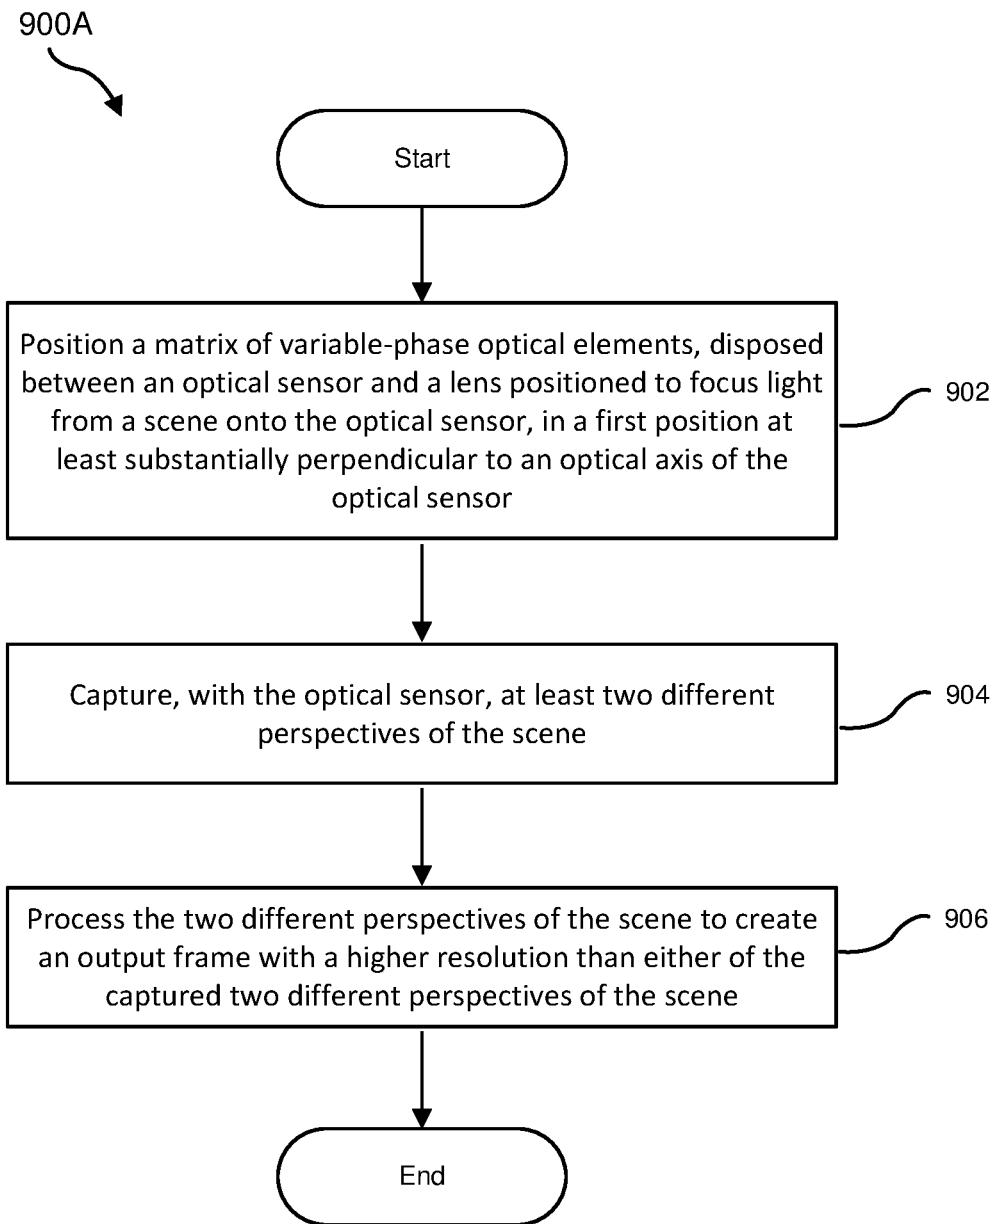 900A
Start
Position a matrix of variable-phase optical elements, disposed
between an optical sensor and a lens positioned to focus light
from a scene onto the optical sensor, in a first position at
least substantially perpendicular to an optical axis of the
optical sensor
902
Capture, with the optical sensor, at least two different
perspectives of the scene
904
Process the two different perspectives of the scene to create
an output frame with a higher resolution than either of the
captured two different perspectives of the scene
906
End